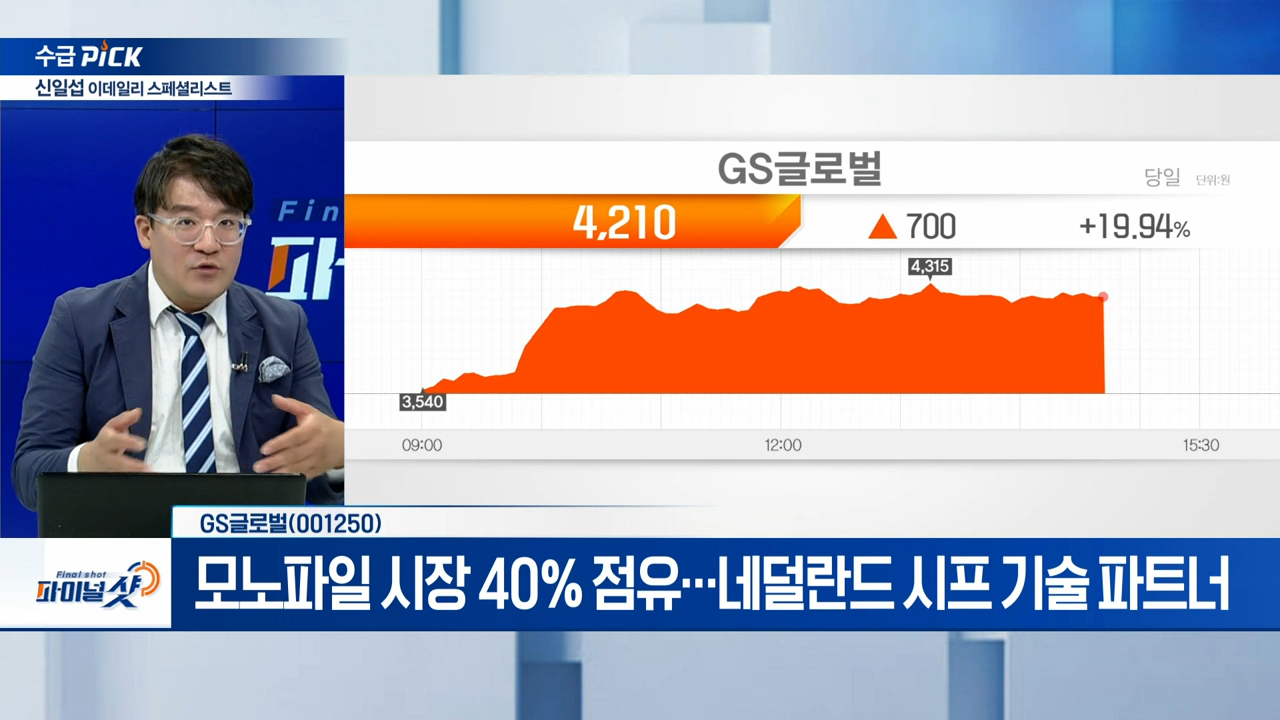 수급 PiCK
신일섭 이데일리 스페셜리스트
Fin
파
GS글로벌
당일 단위:원
4,210 ▲ 700 +19.94%
4,315
3,540
09:00 12:00 15:30
GS글로벌(001250)
Final shot
파이널샷
모노파일 시장 40% 점유…네덜란드 시프 기술 파트너